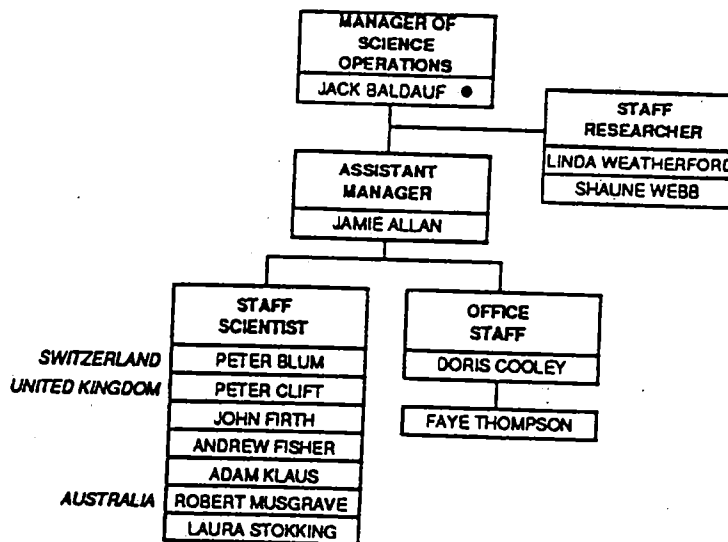 MANAGER OF
SCIENCE
OPERATIONS
JACK BALDAUF
STAFF
RESEARCHER
LINDA WEATHERFORD
SHAUNE WEBB
ASSISTANT
MANAGER
JAMIE ALLAN
STAFF
SCIENTIST
SWITZERLAND PETER BLUM
UNITED KINGDOM PETER CLIFT
JOHN FIRTH
ANDREW FISHER
ADAM KLAUS
AUSTRALIA ROBERT MUSGRAVE
LAURA STOKKING
OFFICE
STAFF
DORIS COOLEY
FAYE THOMPSON